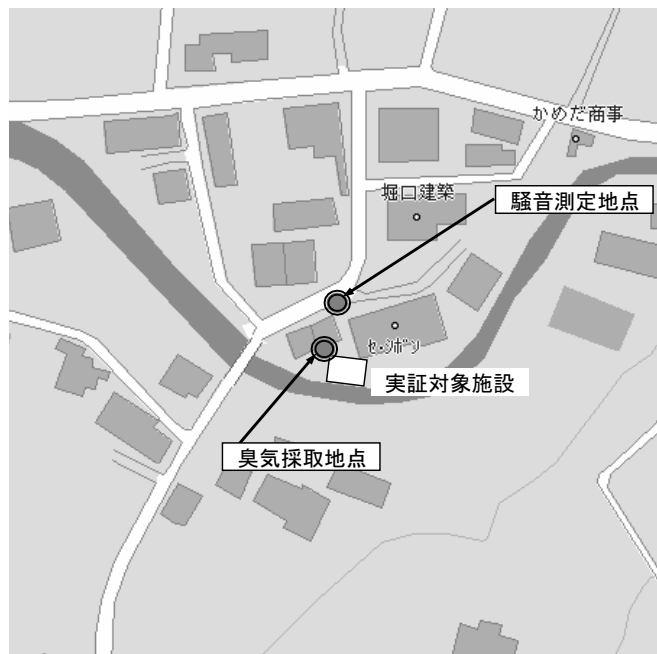 かめだ商事
堀口建築
騒音測定地点
セ・シボン
実証対象施設
臭気採取地点